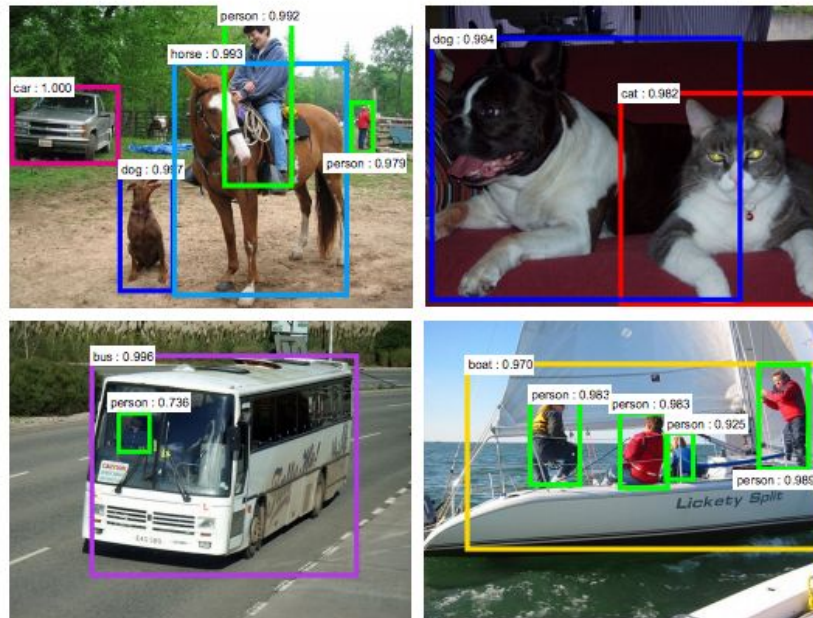 person : 0.992
horse : 0.993
car : 1.000
person : 0.979
dog : 0.997
dog : 0.994
cat : 0.982
bus : 0.996
person : 0.736
boat : 0.970
person : 0.983
person : 0.983
person : 0.925
person : 0.989
Lickety Split